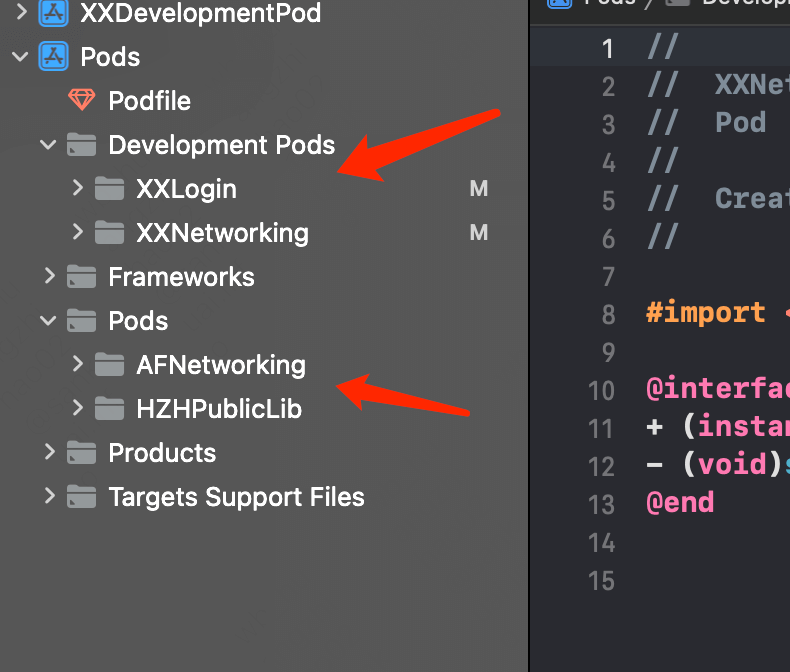 XXDevelopmentPod
Pods
Podfile
Development Pods
XXLogin M
XXNetworking M
Frameworks
Pods
AFNetworking
HZHPublicLib
Products
Targets Support Files
1 //
2 // XXNet
3 // Pod
4 //
5 // Creat
6 //
7
8 #import <
9
10 @interfac
11 + (instan
12 - (void)s
13 @end
14
15